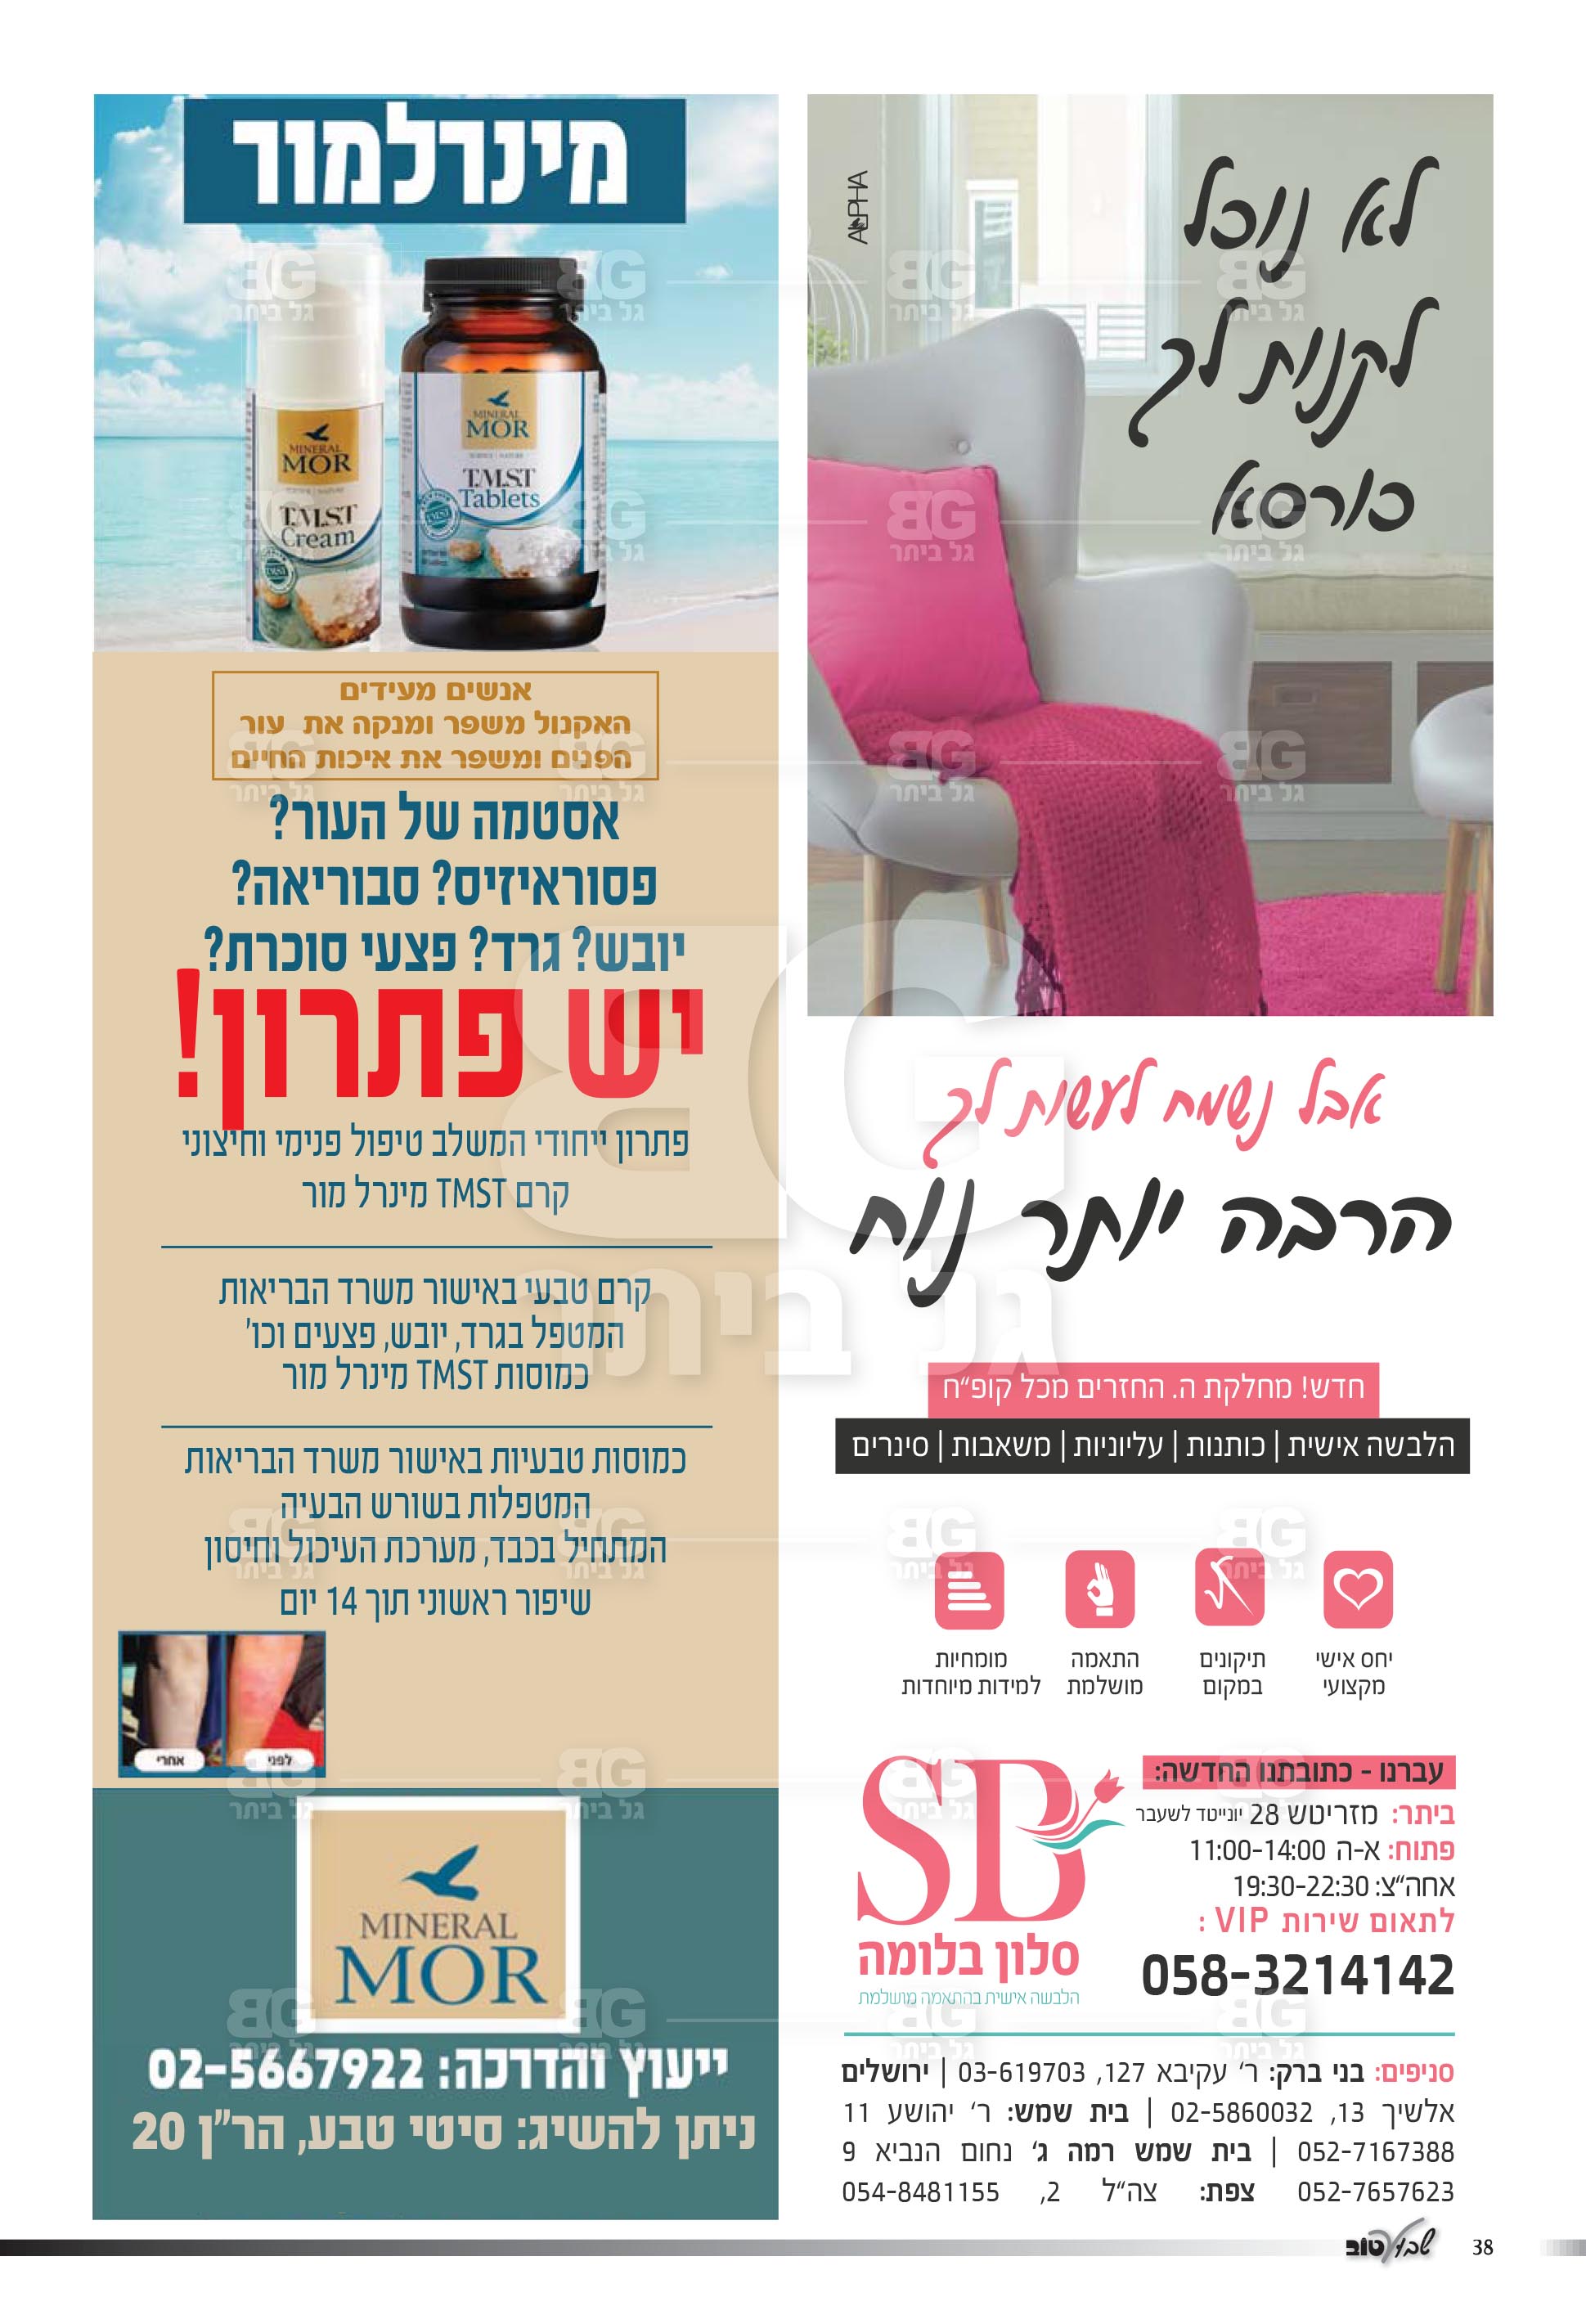 לא נוכל
לקנות לך
כורסא
ALPHA
אבל נשמח לעשות לך
הרבה יותר נוח
חדש! מחלקת ה. החזרים מכל קופ"ח
הלבשה אישית | כותנות | עליוניות | משאבות | סינרים
יחס אישי
מקצועי
תיקונים
במקום
התאמה
מושלמת
מומחיות
למידות מיוחדות
עברנו - כתובתנו החדשה:
ביתר: מזריטש 28 יונייטד לשעבר
פתוח: א-ה 11:00-14:00
אחה"צ: 19:30-22:30
לתאום שירות VIP :
058-3214142
SB
סלון בלומה
הלבשה אישית בהתאמה מושלמת
סניפים: בני ברק: ר' עקיבא 127, 03-619703 | ירושלים
אלשיך 13, 02-5860032 | בית שמש: ר' יהושע 11
052-7167388 | בית שמש רמה ג' נחום הנביא 9
052-7657623 צפת: צה"ל 2, 054-8481155
מינרלמור
MINERAL
MOR
T.M.S.T
Cream
MINERAL
MOR
T.M.S.T
Tablets
אנשים מעידים
האקנול משפר ומנקה את עור
הפנים ומשפר את איכות החיים
אסטמה של העור?
פסוראיזיס? סבוריאה?
יובש? גרד? פצעי סוכרת?
יש פתרון!
פתרון ייחודי המשלב טיפול פנימי וחיצוני
קרם TMST מינרל מור
קרם טבעי באישור משרד הבריאות
המטפל בגרד, יובש, פצעים וכו'
כמוסות TMST מינרל מור
כמוסות טבעיות באישור משרד הבריאות
המטפלות בשורש הבעיה
המתחיל בכבד, מערכת העיכול וחיסון
שיפור ראשוני תוך 14 יום
לפני
אחרי
MINERAL
MOR
ייעוץ והדרכה: 02-5667922
ניתן להשיג: סיטי טבע, הר"ן 20
BG
גל ביתר
38
שבוע טוב